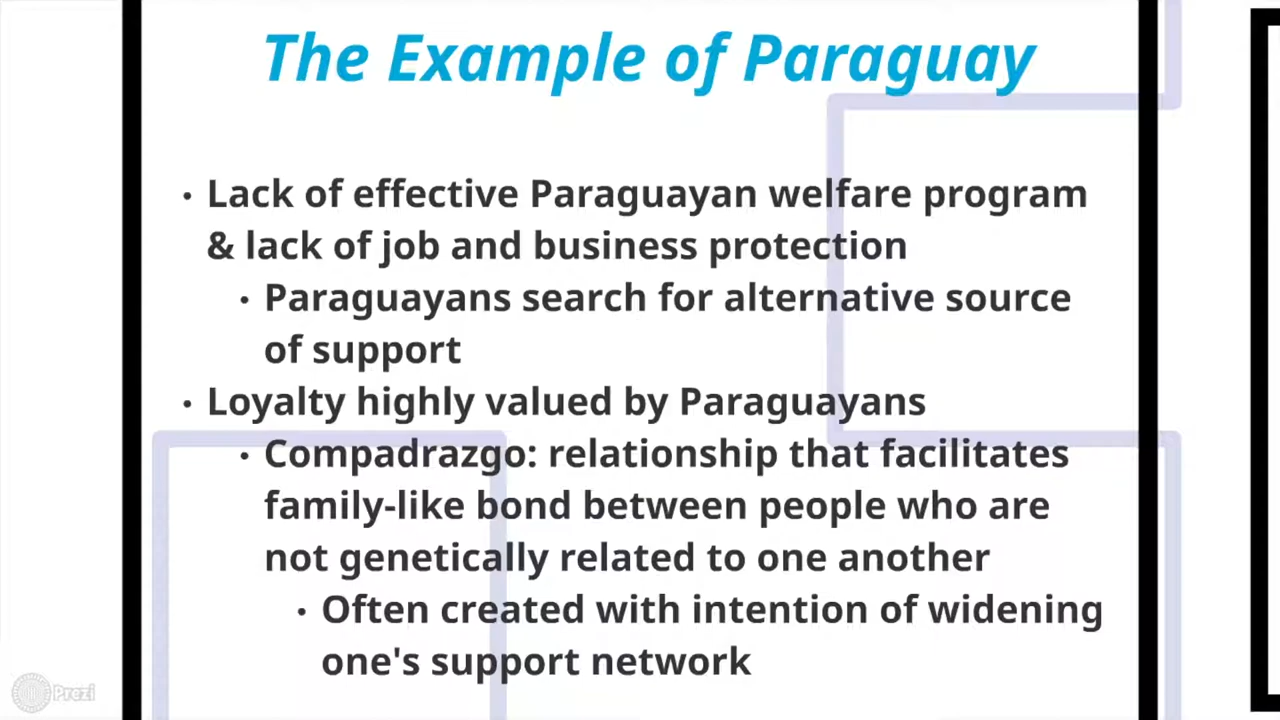 The Example of Paraguay
• Lack of effective Paraguayan welfare program
& lack of job and business protection
• Paraguayans search for alternative source
of support
• Loyalty highly valued by Paraguayans
• Compadrazgo: relationship that facilitates
family-like bond between people who are
not genetically related to one another
• Often created with intention of widening
one's support network
Prezi